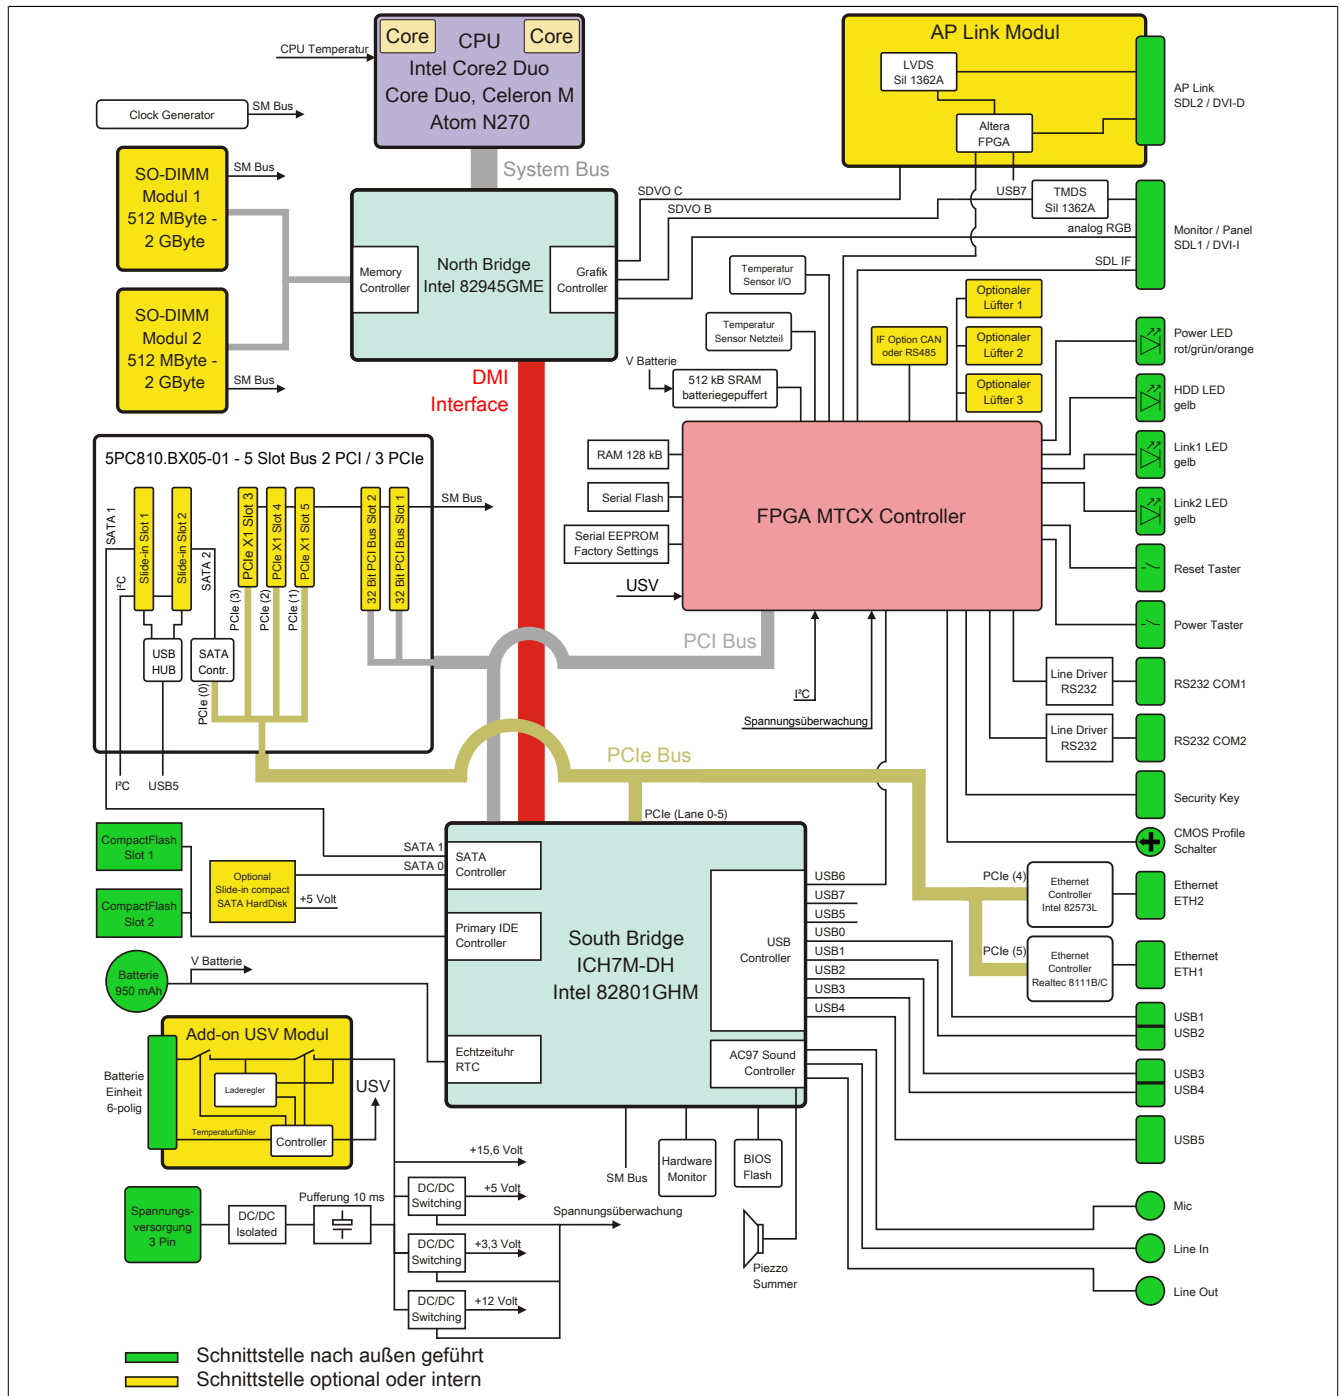 Core
CPU
Core
Intel Core2 Duo
Core Duo, Celeron M
Atom N270
CPU Temperatur
Clock Generator
SM Bus
SO-DIMM
Modul 1
512 MByte -
2 GByte
SM Bus
SO-DIMM
Modul 2
512 MByte -
2 GByte
SM Bus
System Bus
Memory
Controller
North Bridge
Intel 82945GME
Grafik
Controller
SDVO C
SDVO B
analog RGB
SDL IF
AP Link Modul
LVDS
Sil 1362A
Altera
FPGA
AP Link
SDL2 / DVI-D
USB7
TMDS
Sil 1362A
Monitor / Panel
SDL1 / DVI-I
DMI
Interface
Temperatur
Sensor I/O
Temperatur
Sensor Netzteil
V Batterie
512 kB SRAM
batteriegepuffert
IF Option CAN
oder RS485
Optionaler
Lüfter 1
Optionaler
Lüfter 2
Optionaler
Lüfter 3
Power LED
rot/grün/orange
HDD LED
gelb
Link1 LED
gelb
Link2 LED
gelb
Reset Taster
Power Taster
RAM 128 kB
Serial Flash
Serial EEPROM
Factory Settings
USV
FPGA MTCX Controller
5PC810.BX05-01 - 5 Slot Bus 2 PCI / 3 PCIe
SATA 1
I²C
Slide-in Slot 1
Slide-in Slot 2
SATA 2
PCIe X1 Slot 3
PCIe X1 Slot 4
PCIe X1 Slot 5
32 Bit PCI Bus Slot 2
32 Bit PCI Bus Slot 1
SM Bus
PCIe (3)
PCIe (2)
PCIe (1)
PCIe (0)
USB
HUB
SATA
Contr.
I²C
USB5
PCI Bus
I²C
Spannungsüberwachung
Line Driver
RS232
RS232 COM1
Line Driver
RS232
RS232 COM2
Security Key
CMOS Profile
Schalter
PCIe Bus
PCIe (Lane 0-5)
PCIe (4)
Ethernet
Controller
Intel 82573L
Ethernet
ETH2
PCIe (5)
Ethernet
Controller
Realtec 8111B/C
Ethernet
ETH1
CompactFlash
Slot 1
CompactFlash
Slot 2
Optional
Slide-in compact
SATA HardDisk
+5 Volt
SATA 1
SATA 0
SATA
Controller
Primary IDE
Controller
South Bridge
ICH7M-DH
Intel 82801GHM
USB
Controller
USB6
USB7
USB5
USB0
USB1
USB2
USB3
USB4
Batterie
950 mAh
V Batterie
Echtzeituhr
RTC
AC97 Sound
Controller
USB1
USB2
USB3
USB4
USB5
Add-on USV Modul
Batterie
Einheit
6-polig
Laderegler
Temperaturfühler
Controller
USV
+15,6 Volt
SM Bus
Hardware
Monitor
BIOS
Flash
Piezzo
Summer
Spannungs-
versorgung
3 Pin
DC/DC
Isolated
Pufferung 10 ms
DC/DC
Switching
+5 Volt
Spannungsüberwachung
DC/DC
Switching
+3,3 Volt
DC/DC
Switching
+12 Volt
Mic
Line In
Line Out
Schnittstelle nach außen geführt
Schnittstelle optional oder intern